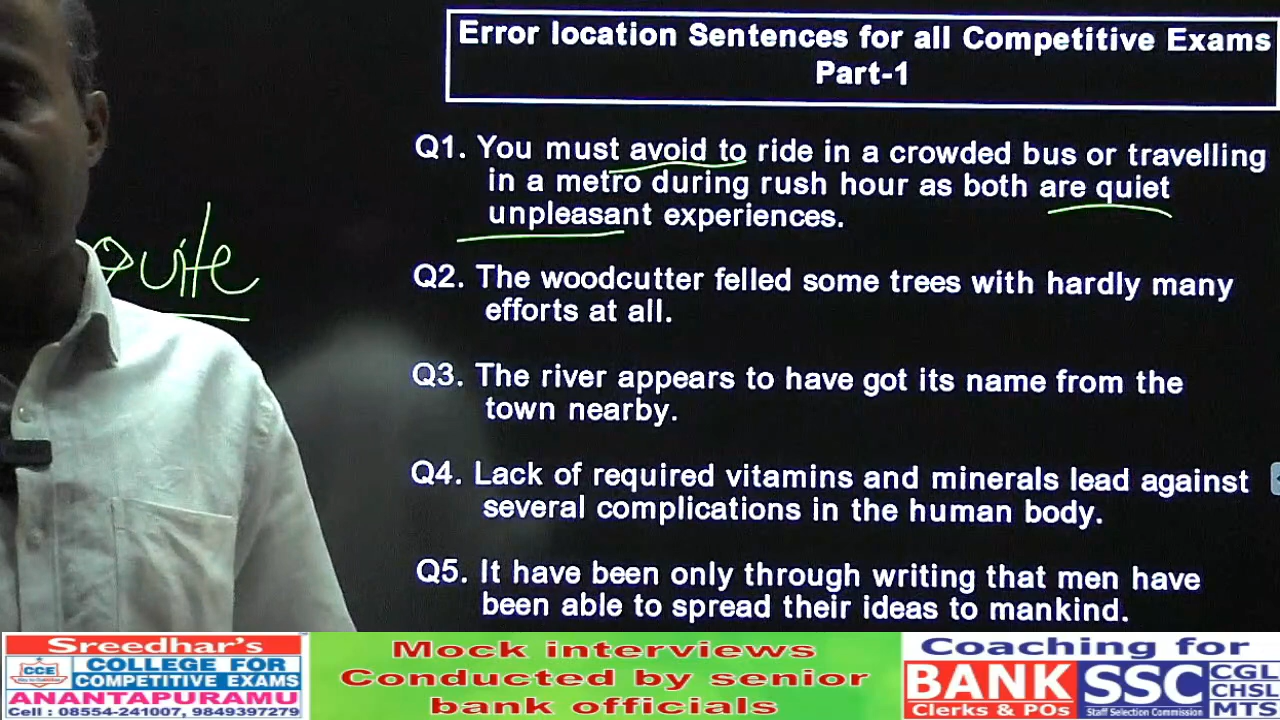 Error location Sentences for all Competitive Exams
Part-1
Q1. You must avoid to ride in a crowded bus or travelling
in a metro during rush hour as both are quiet
unpleasant experiences.
quite
Q2. The woodcutter felled some trees with hardly many
efforts at all.
Q3. The river appears to have got its name from the
town nearby.
Q4. Lack of required vitamins and minerals lead against
several complications in the human body.
Q5. It have been only through writing that men have
been able to spread their ideas to mankind.
Sreedhar's
CCE
COLLEGE FOR
COMPETITIVE EXAMS
ANANTAPURAMU
Cell : 08554-241007, 9849397279
Mock interviews
Conducted by senior
bank officials
Coaching for
BANK
Clerks & POs
SSC
Staff Selection Commission
CGL
CHSL
MTS